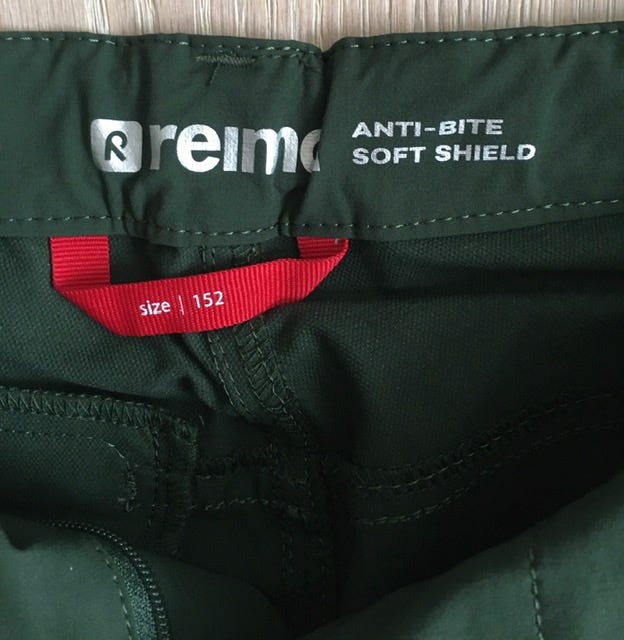 reima
ANTI-BITE
SOFT SHIELD
size | 152